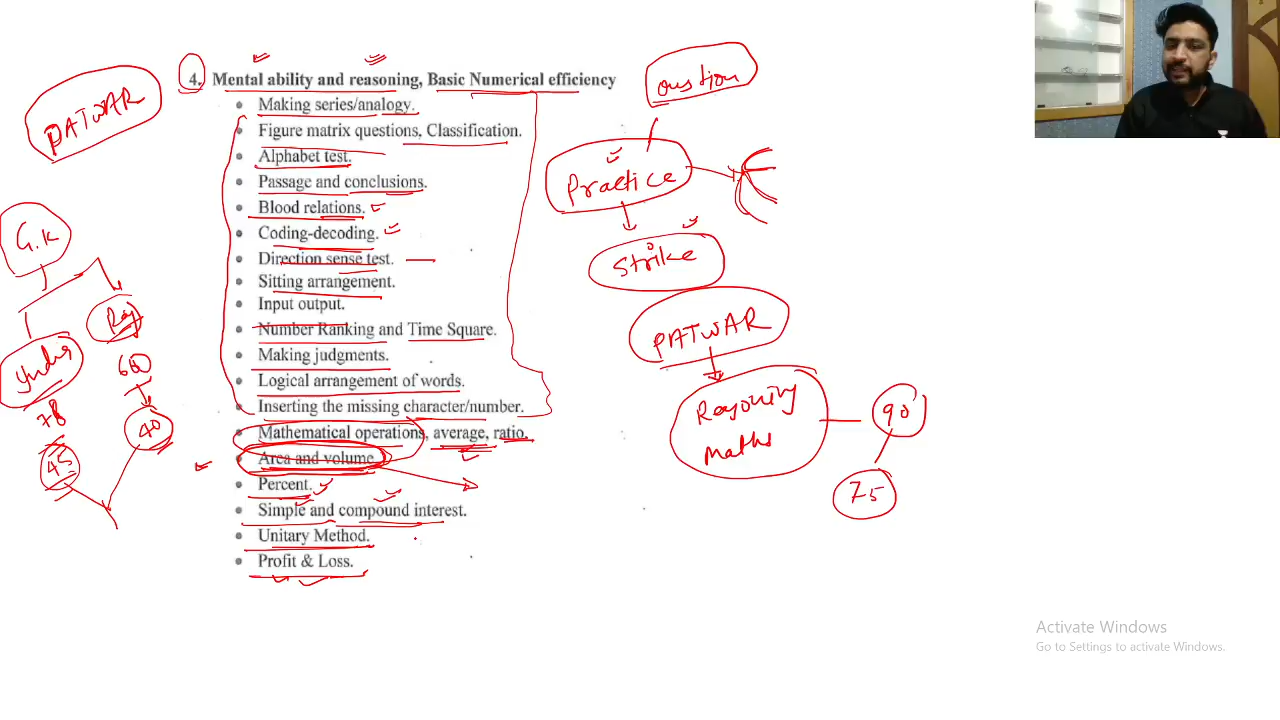 4. Mental ability and reasoning, Basic Numerical efficiency
• Making series/analogy.
• Figure matrix questions, Classification.
• Alphabet test.
• Passage and conclusions.
• Blood relations.
• Coding-decoding.
• Direction sense test.
• Sitting arrangement.
• Input output.
• Number Ranking and Time Square.
• Making judgments.
• Logical arrangement of words.
• Inserting the missing character/number.
• Mathematical operations, average, ratio.
• Area and volume.
• Percent.
• Simple and compound interest.
• Unitary Method.
• Profit & Loss.
PATWAR
G.K
Raj
600
40
78
45
Practice
Strike
PATWAR
Reasoning
maths
90
75
Activate Windows
Go to Settings to activate Windows.